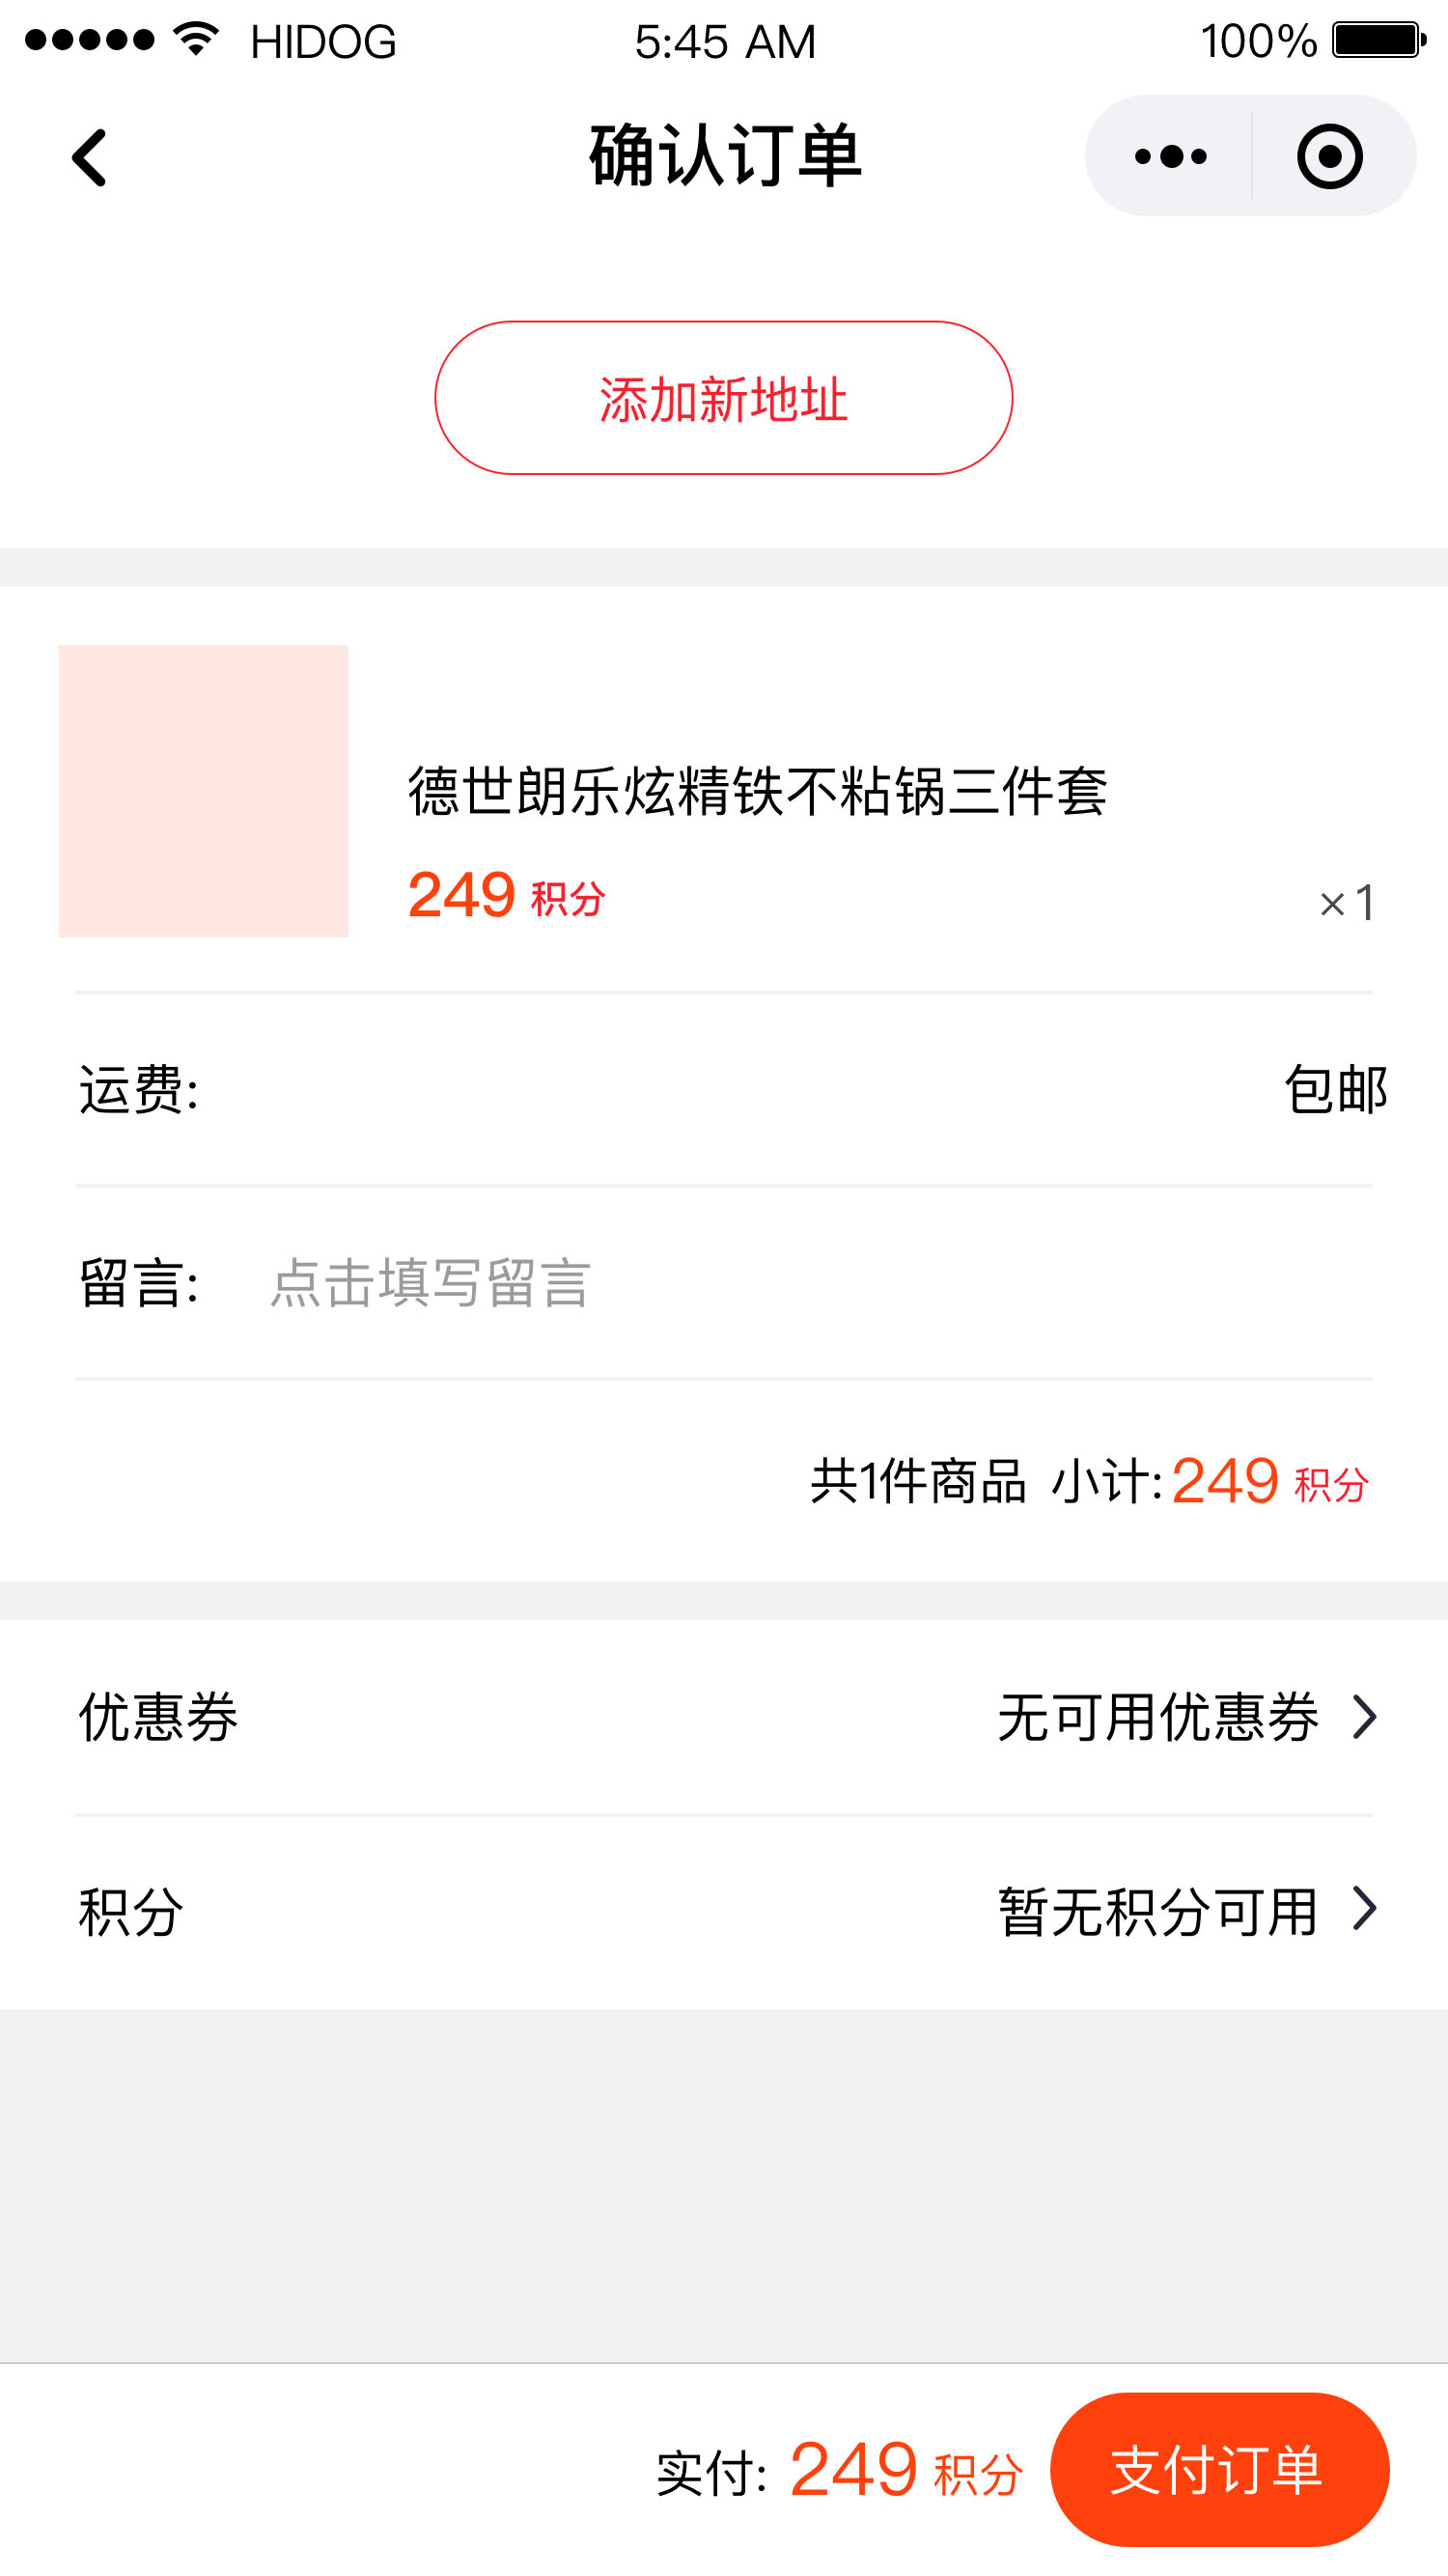 HIDOG 5:45 AM 100%
确认订单
添加新地址
德世朗乐炫精铁不粘锅三件套
249 积分 ×1
运费: 包邮
留言: 点击填写留言
共1件商品 小计:249 积分
优惠券 无可用优惠券
积分 暂无积分可用
实付: 249 积分 支付订单